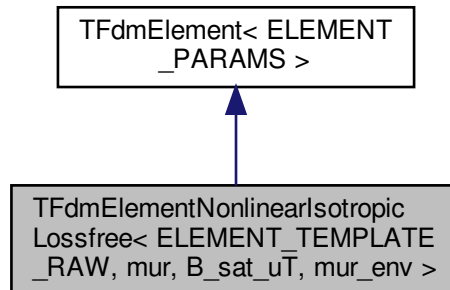 TFdmElement< ELEMENT
_PARAMS >
TFdmElementNonlinearIsotropic
Lossfree< ELEMENT_TEMPLATE
_RAW, mur, B_sat_uT, mur_env >